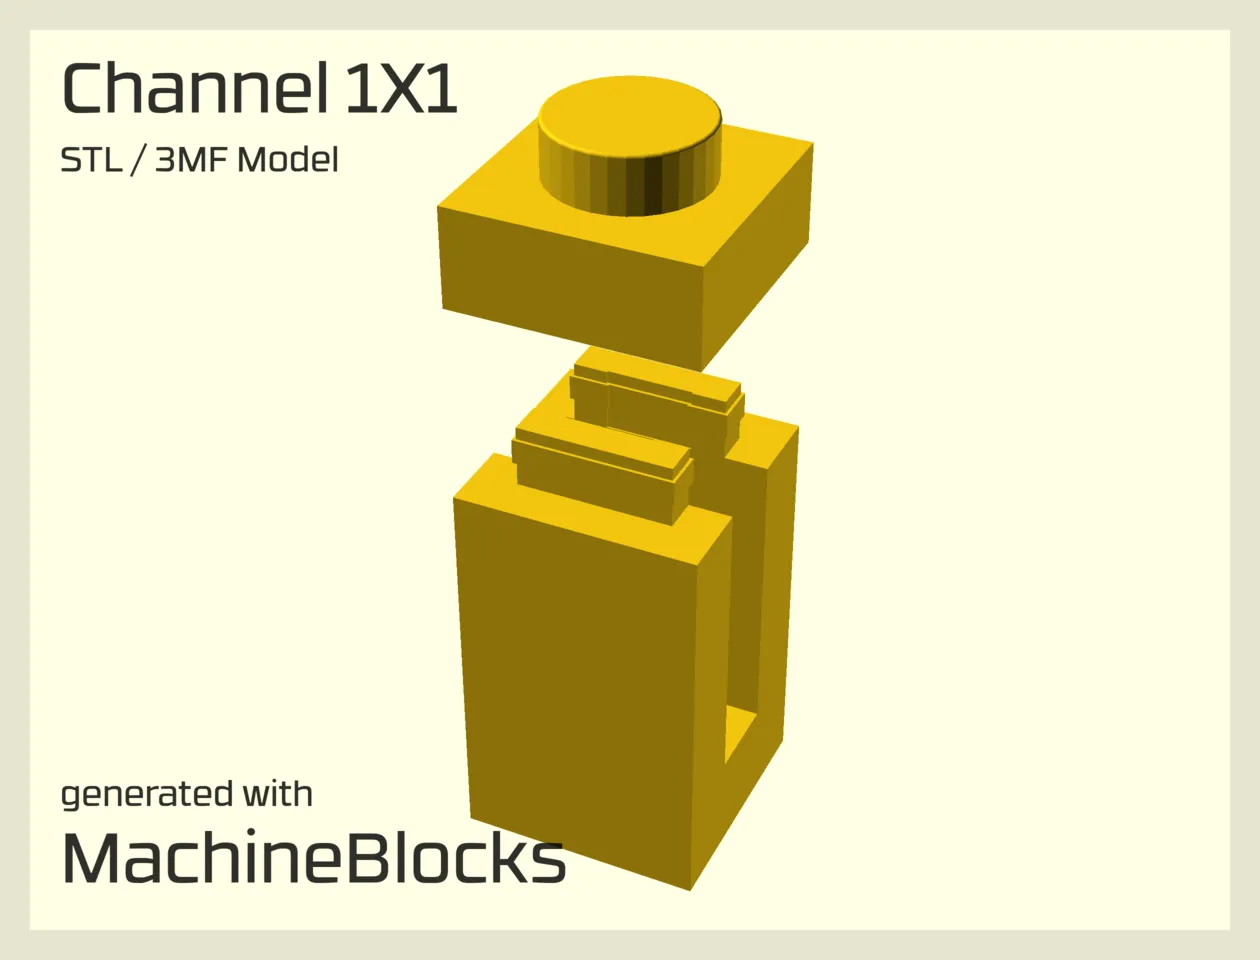 Channel 1X1
STL / 3MF Model
generated with
MachineBlocks